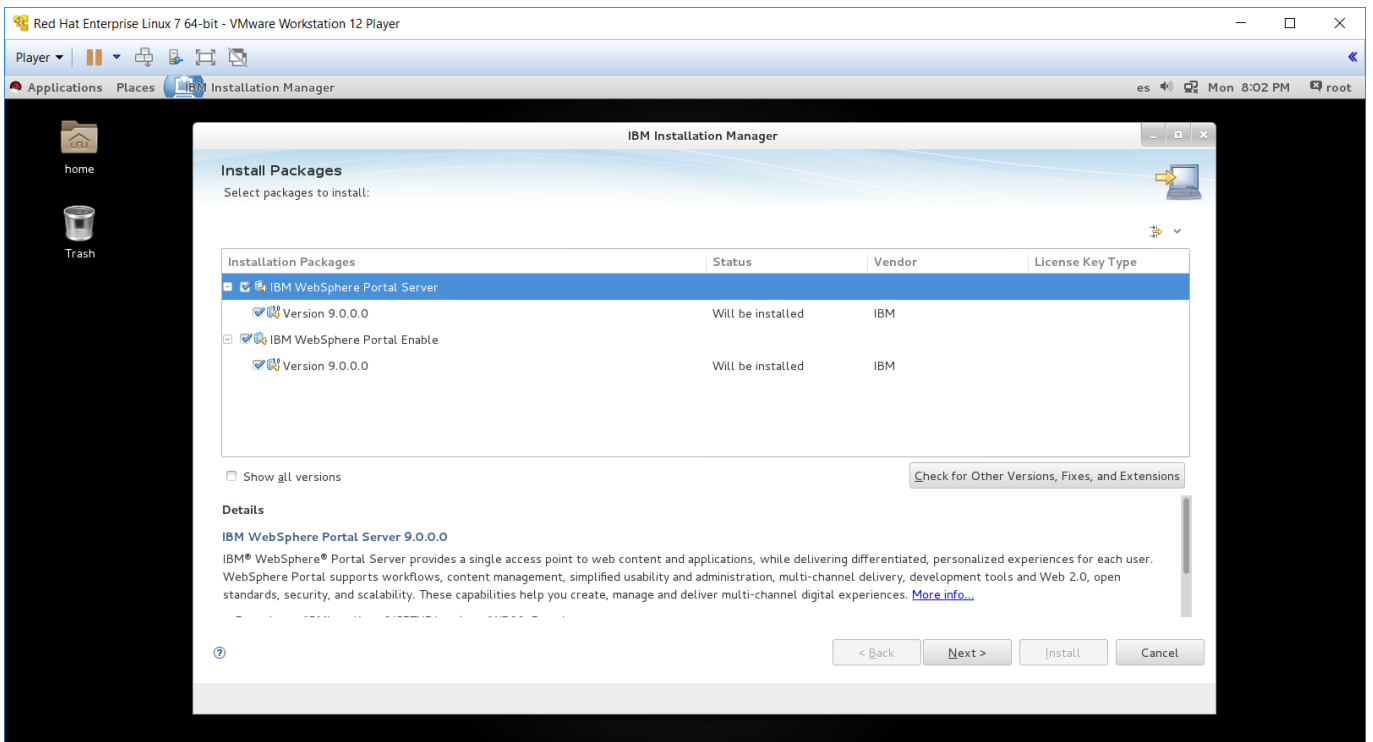 Red Hat Enterprise Linux 7 64-bit - VMware Workstation 12 Player
Player
Applications Places IBM Installation Manager es Mon 8:02 PM root
home
Trash
IBM Installation Manager
Install Packages
Select packages to install:
Installation Packages Status Vendor License Key Type
IBM WebSphere Portal Server
Version 9.0.0.0 Will be installed IBM
IBM WebSphere Portal Enable
Version 9.0.0.0 Will be installed IBM
Show all versions Check for Other Versions, Fixes, and Extensions
Details
IBM WebSphere Portal Server 9.0.0.0
IBM® WebSphere® Portal Server provides a single access point to web content and applications, while delivering differentiated, personalized experiences for each user.
WebSphere Portal supports workflows, content management, simplified usability and administration, multi-channel delivery, development tools and Web 2.0, open
standards, security, and scalability. These capabilities help you create, manage and deliver multi-channel digital experiences. More info...
< Back Next > Install Cancel